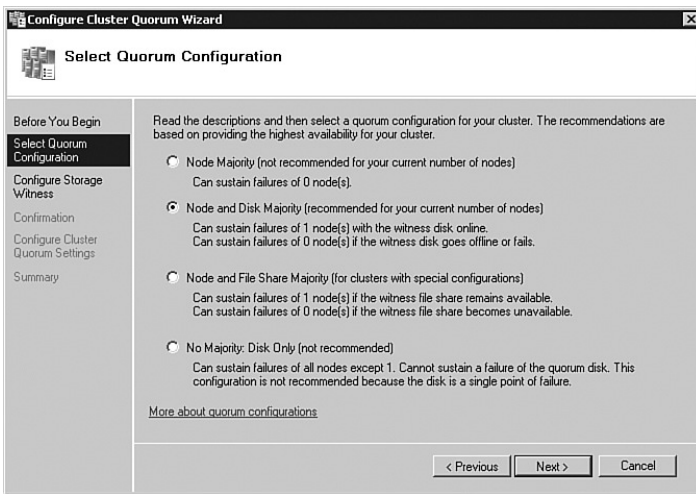 Configure Cluster Quorum Wizard
Select Quorum Configuration
Before You Begin
Select Quorum
Configuration
Configure Storage
Witness
Confirmation
Configure Cluster
Quorum Settings
Summary
Read the descriptions and then select a quorum configuration for your cluster. The recommendations are
based on providing the highest availability for your cluster.
Node Majority (not recommended for your current number of nodes)
Can sustain failures of 0 node(s).
Node and Disk Majority (recommended for your current number of nodes)
Can sustain failures of 1 node(s) with the witness disk online.
Can sustain failures of 0 node(s) if the witness disk goes offline or fails.
Node and File Share Majority (for clusters with special configurations)
Can sustain failures of 1 node(s) if the witness file share remains available.
Can sustain failures of 0 node(s) if the witness file share becomes unavailable.
No Majority: Disk Only (not recommended)
Can sustain failures of all nodes except 1. Cannot sustain a failure of the quorum disk. This
configuration is not recommended because the disk is a single point of failure.
More about quorum configurations
< Previous
Next >
Cancel